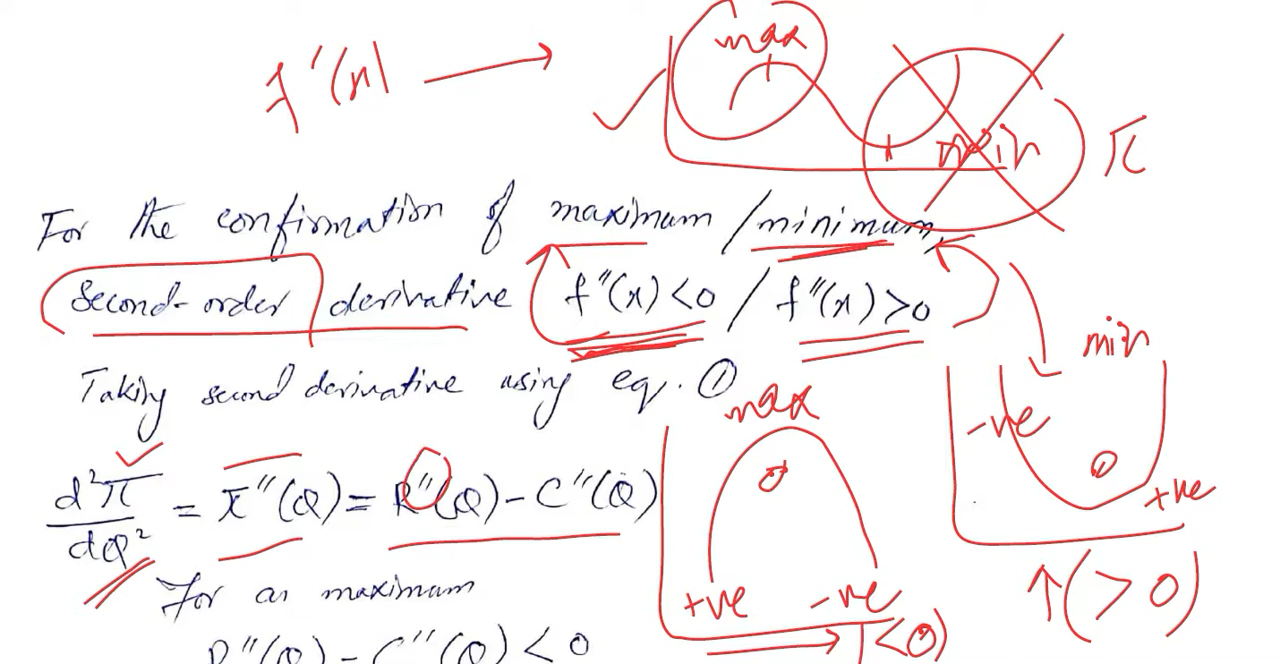 f'(x)
max
min
π
For the confirmation of maximum / minimum,
second-order derivative f''(x) < 0 / f''(x) > 0
Taking second derivative using eq. ①
min
max
-ve
+ve
d²π/dQ² = π''(Q) = R''(Q) - C''(Q)
+ve -ve
↑(> 0)
For an maximum
(< 0)
R''(Q) - C''(Q) < 0